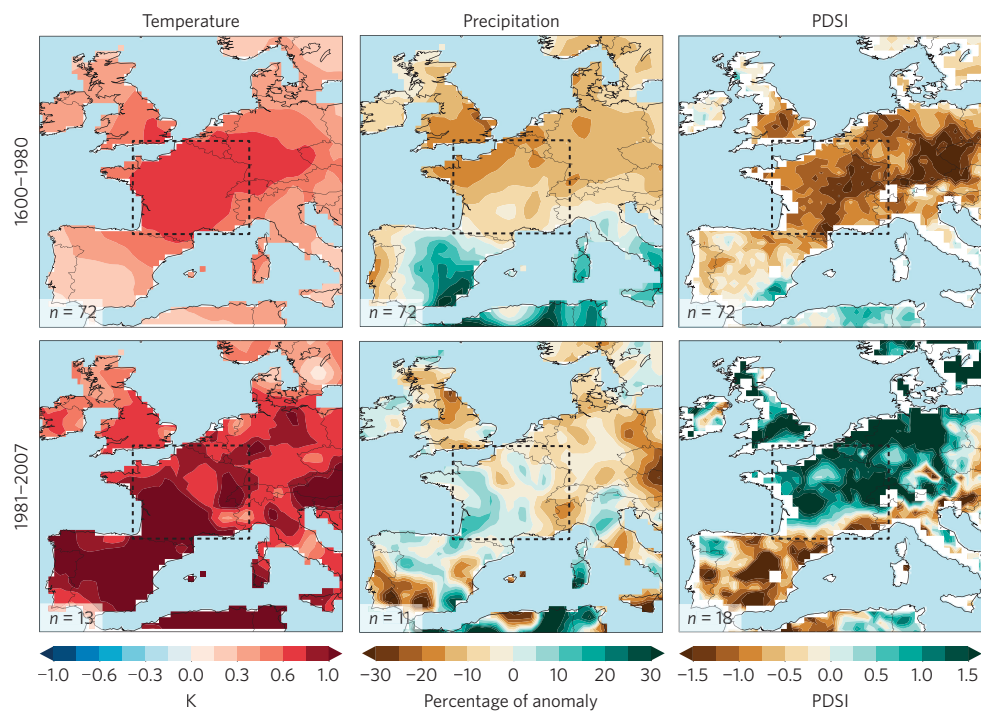 Temperature
Precipitation
PDSI
1600–1980
n = 72
n = 72
n = 72
1981–2007
n = 13
n = 11
n = 18
−1.0 −0.6 −0.3 0.0 0.3 0.6 1.0
−30 −20 −10 0 10 20 30
−1.5 −1.0 −0.5 0.0 0.5 1.0 1.5
K
Percentage of anomaly
PDSI